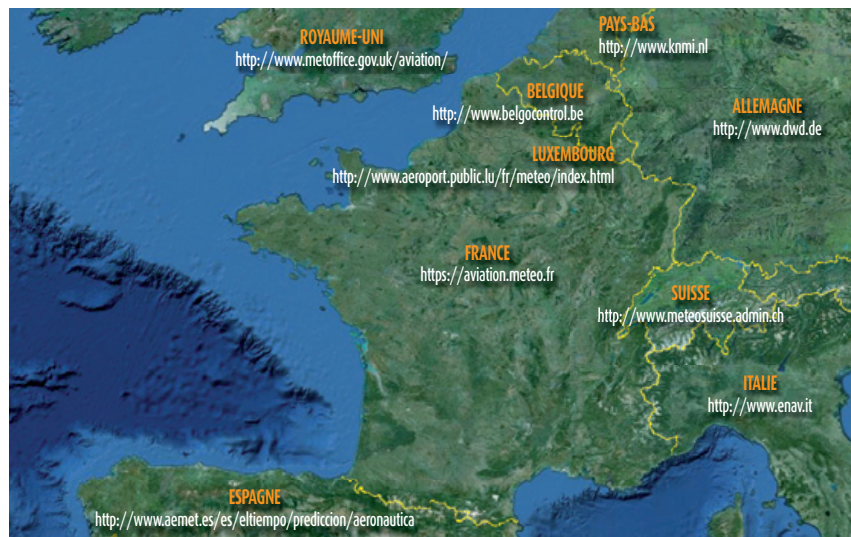 ROYAUME-UNI
http://www.metoffice.gov.uk/aviation/
PAYS-BAS
http://www.knmi.nl
BELGIQUE
http://www.belgocontrol.be
ALLEMAGNE
http://www.dwd.de
LUXEMBOURG
http://www.aeroport.public.lu/fr/meteo/index.html
FRANCE
https://aviation.meteo.fr
SUISSE
http://www.meteosuisse.admin.ch
ITALIE
http://www.enav.it
ESPAGNE
http://www.aemet.es/es/eltiempo/prediccion/aeronautica